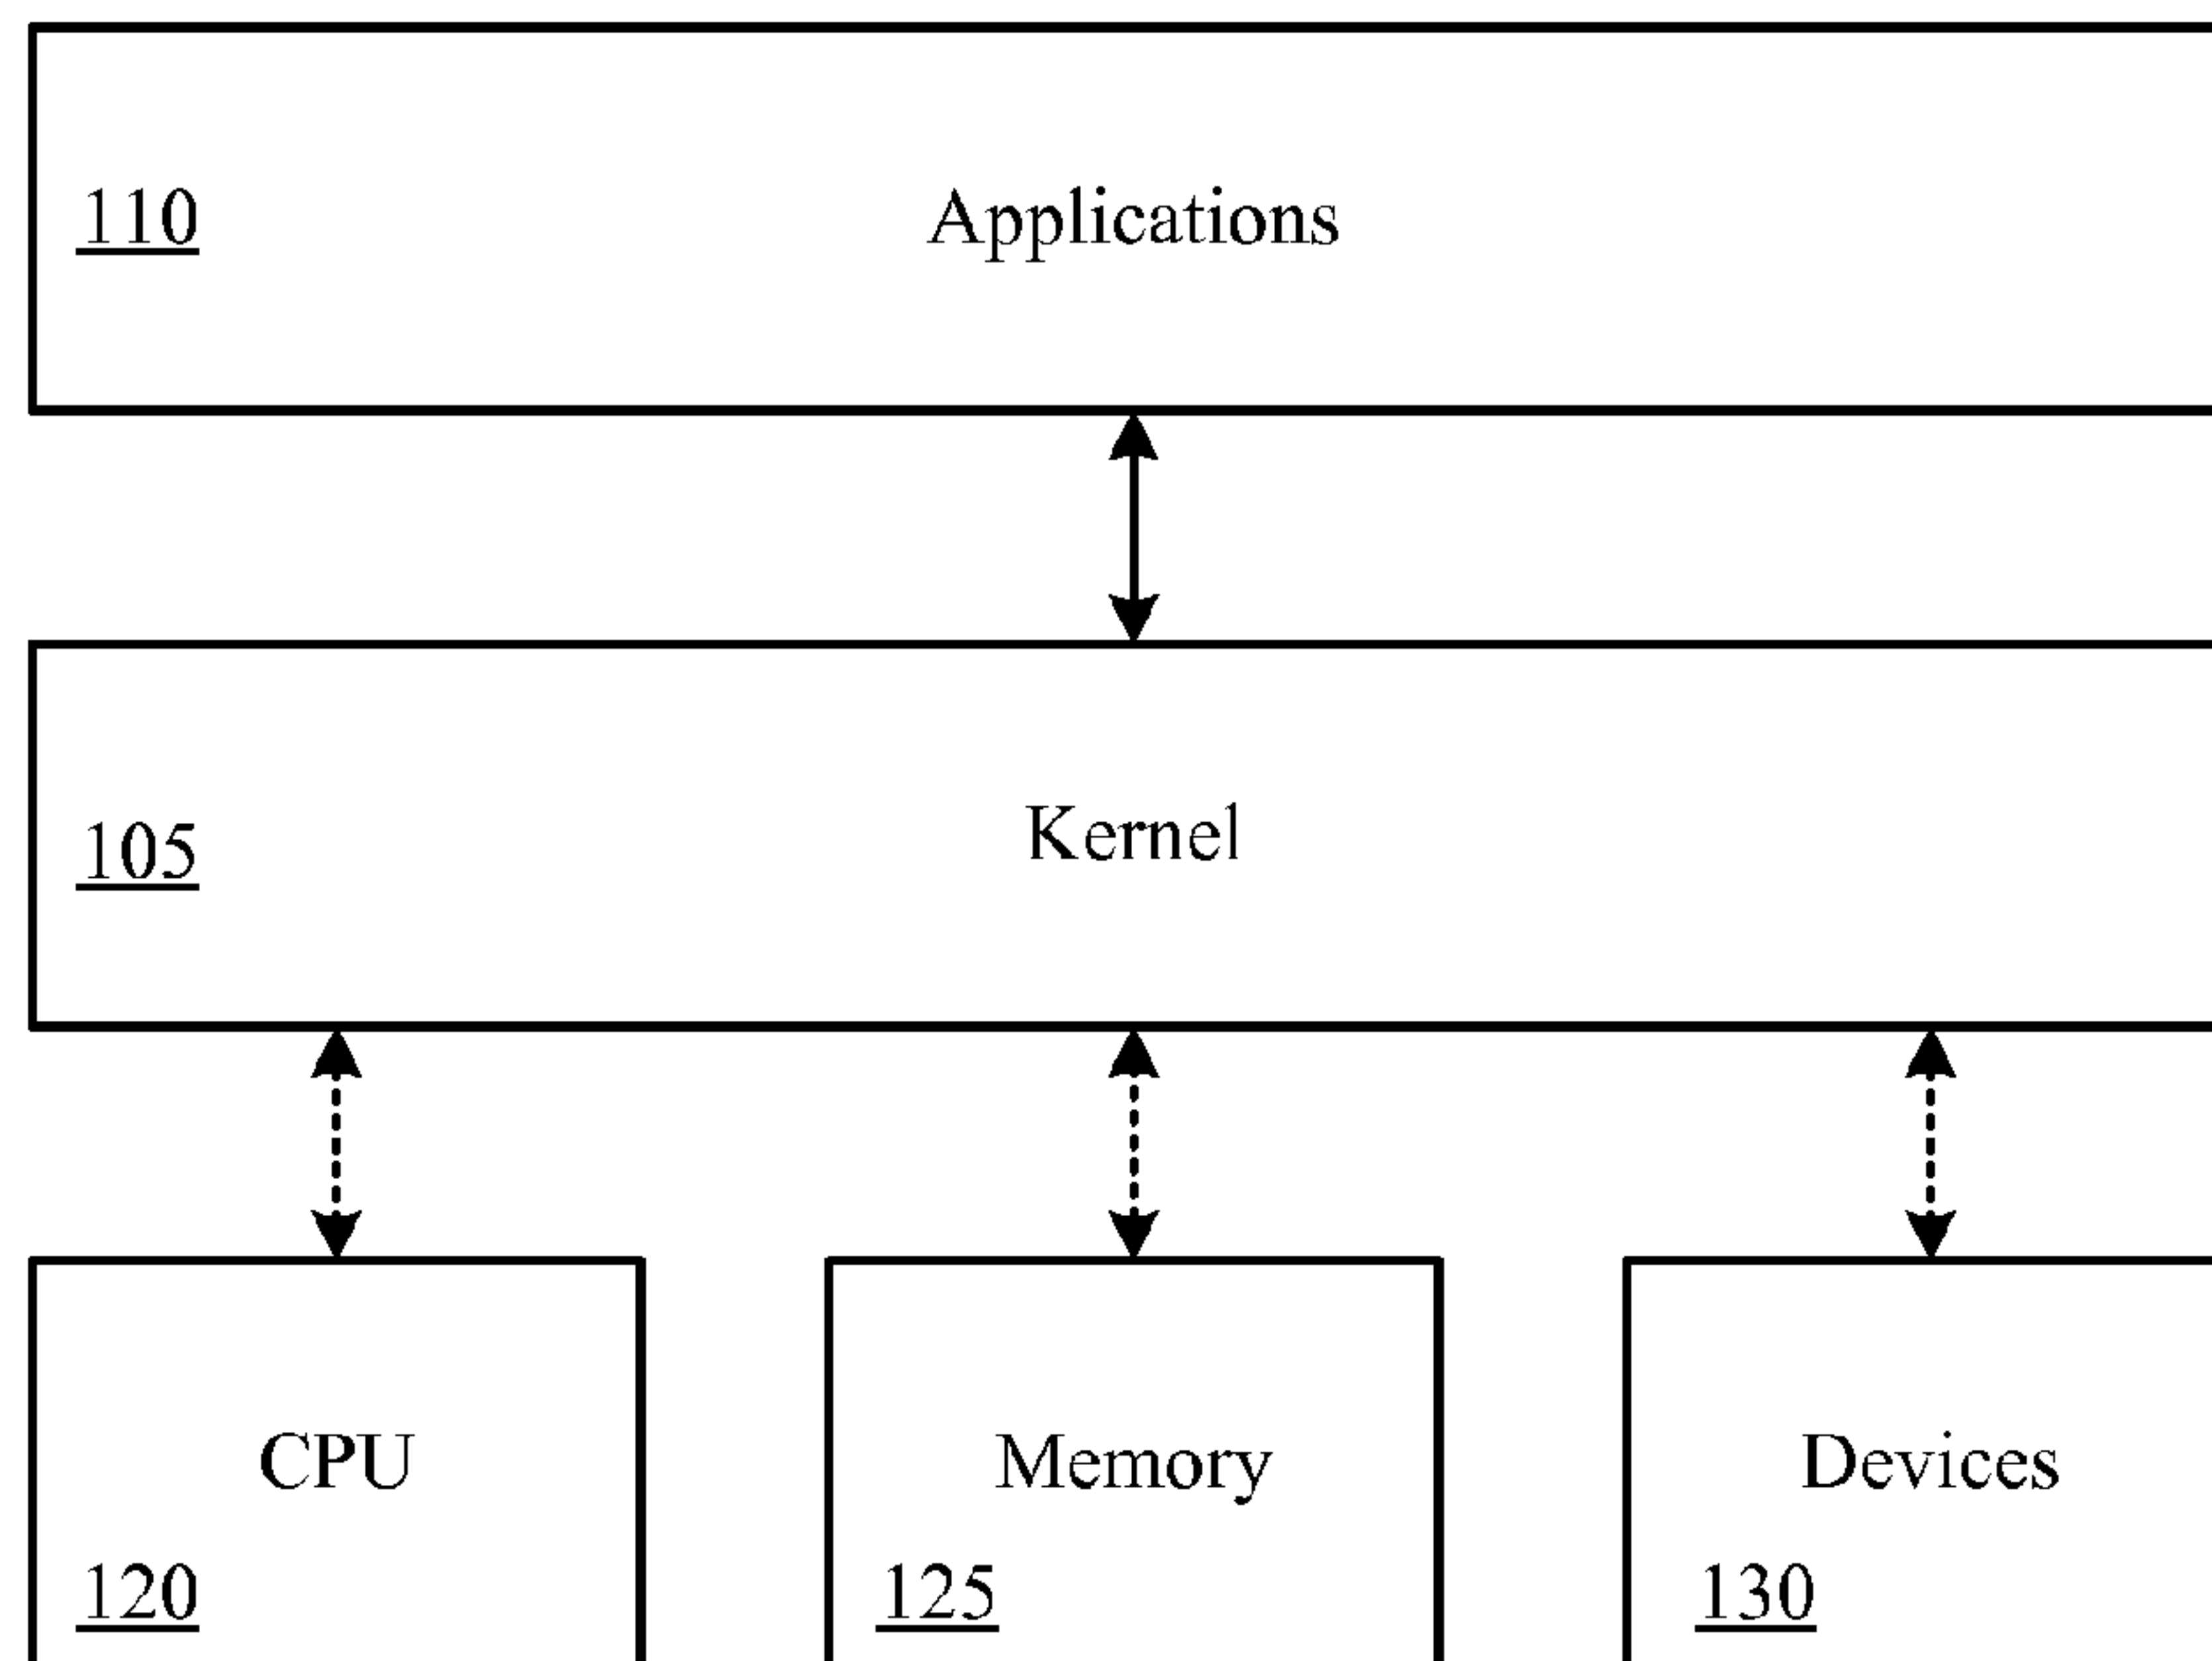 Applications
110
Kernel
105
CPU
Memory
Devices
120
125
130